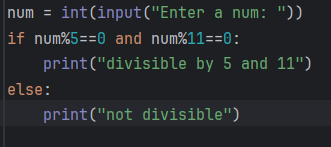 num = int(input("Enter a num: "))
if num%5==0 and num%11==0:
    print("divisible by 5 and 11")
else:
    print("not divisible")